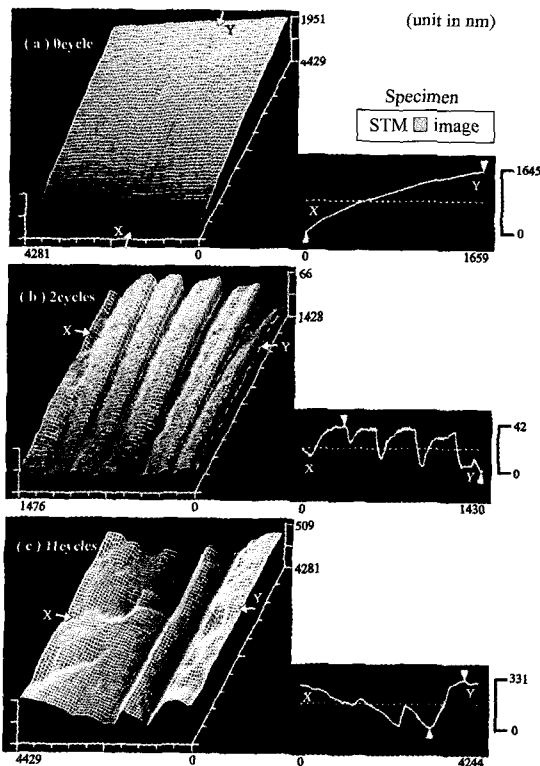 (unit in nm)
( a ) 0cycle
Y
1951
4429
Specimen
STM image
X
4281
0
X
Y
1645
0
0
1659
( b ) 2cycles
X
Y
66
1428
1476
0
X
Y
42
0
0
1430
( c ) 11cycles
X
Y
509
4281
4429
0
X
Y
331
0
0
4244